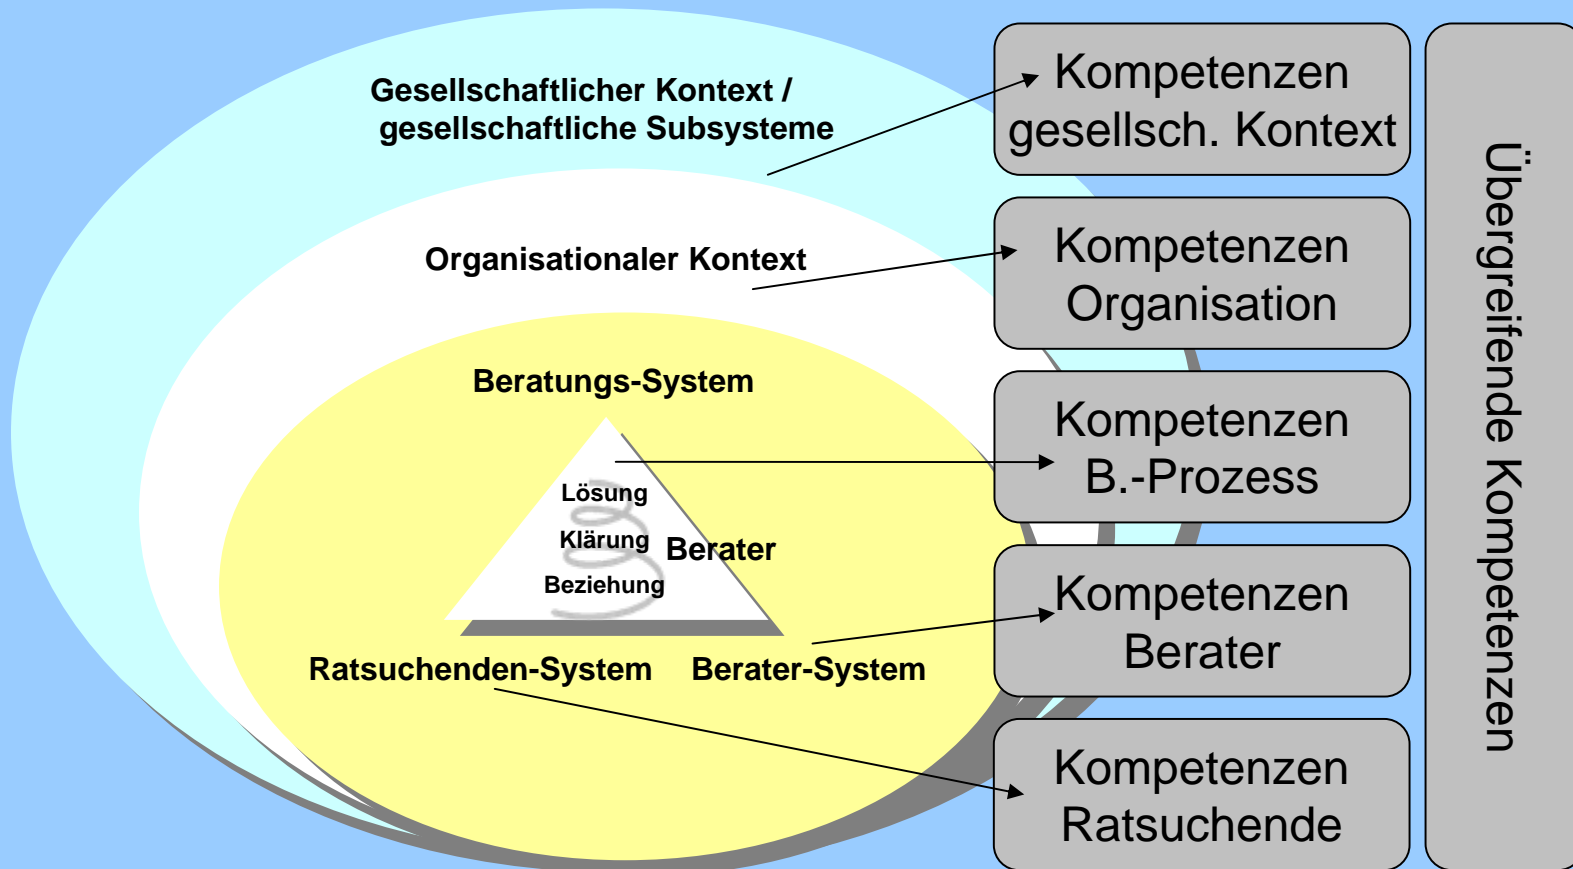 Gesellschaftlicher Kontext /
gesellschaftliche Subsysteme
Organisationaler Kontext
Beratungs-System
Lösung
Klärung
Berater
Beziehung
Ratsuchenden-System
Berater-System
Kompetenzen
gesellsch. Kontext
Kompetenzen
Organisation
Kompetenzen
B.-Prozess
Kompetenzen
Berater
Kompetenzen
Ratsuchende
Übergreifende Kompetenzen